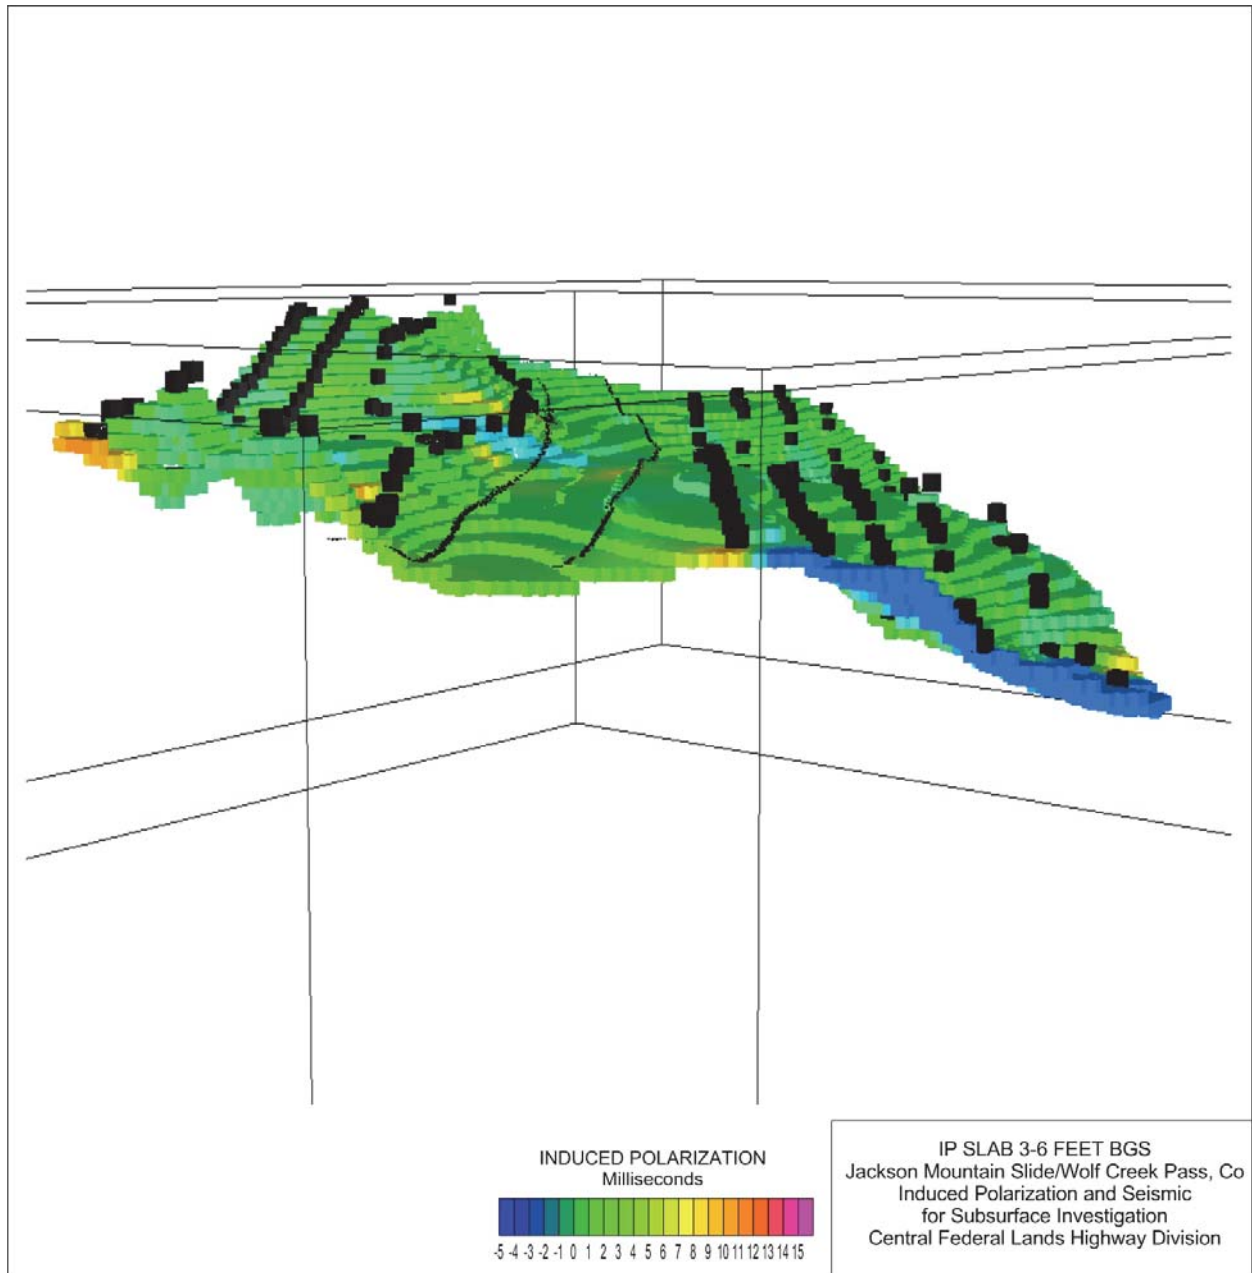 INDUCED POLARIZATION
Milliseconds
-5 -4 -3 -2 -1 0 1 2 3 4 5 6 7 8 9 10 11 12 13 14 15
IP SLAB 3-6 FEET BGS
Jackson Mountain Slide/Wolf Creek Pass, Co
Induced Polarization and Seismic
for Subsurface Investigation
Central Federal Lands Highway Division